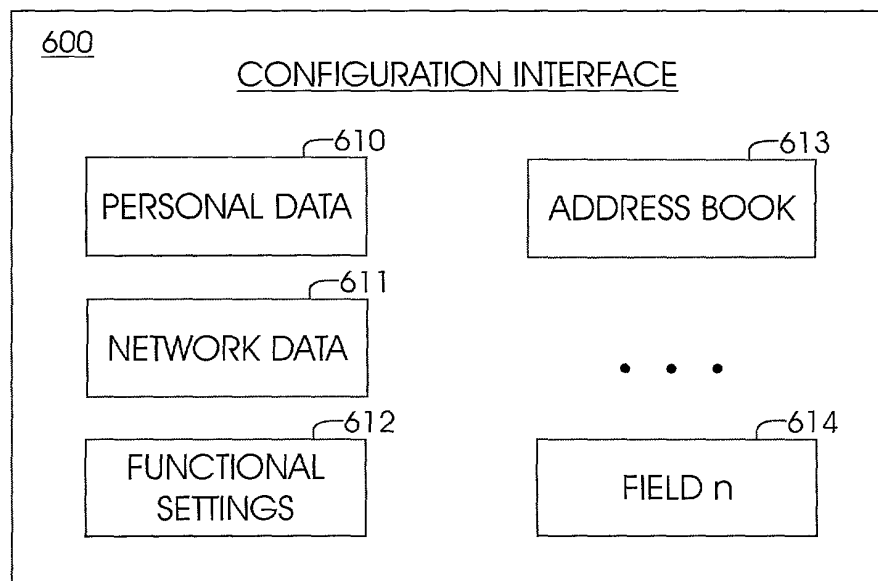 600
CONFIGURATION INTERFACE
610
PERSONAL DATA
611
NETWORK DATA
612
FUNCTIONAL
SETTINGS
613
ADDRESS BOOK
• • •
614
FIELD n